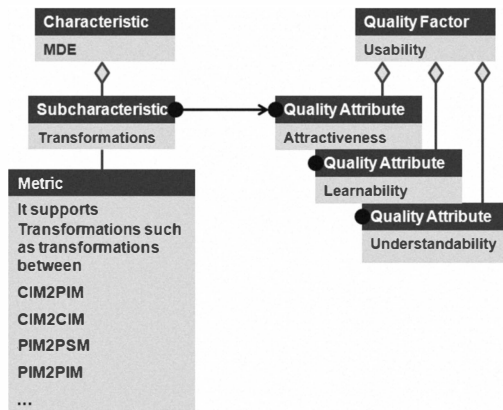 Characteristic
MDE
Subcharacteristic
Transformations
Metric
It supports
Transformations such
as transformations
between
CIM2PIM
CIM2CIM
PIM2PSM
PIM2PIM
...
Quality Factor
Usability
Quality Attribute
Attractiveness
Quality Attribute
Learnability
Quality Attribute
Understandability